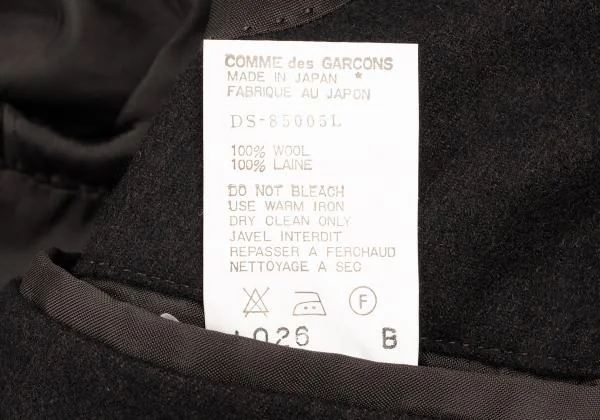 COMME des GARCONS
MADE IN JAPAN *
FABRIQUE AU JAPON
DS-85005L
100% WOOL
100% LAINE
DO NOT BLEACH
USE WARM IRON
DRY CLEAN ONLY
JAVEL INTERDIT
REPASSER A FERCHAUD
NETTOYAGE A SEC
F
B